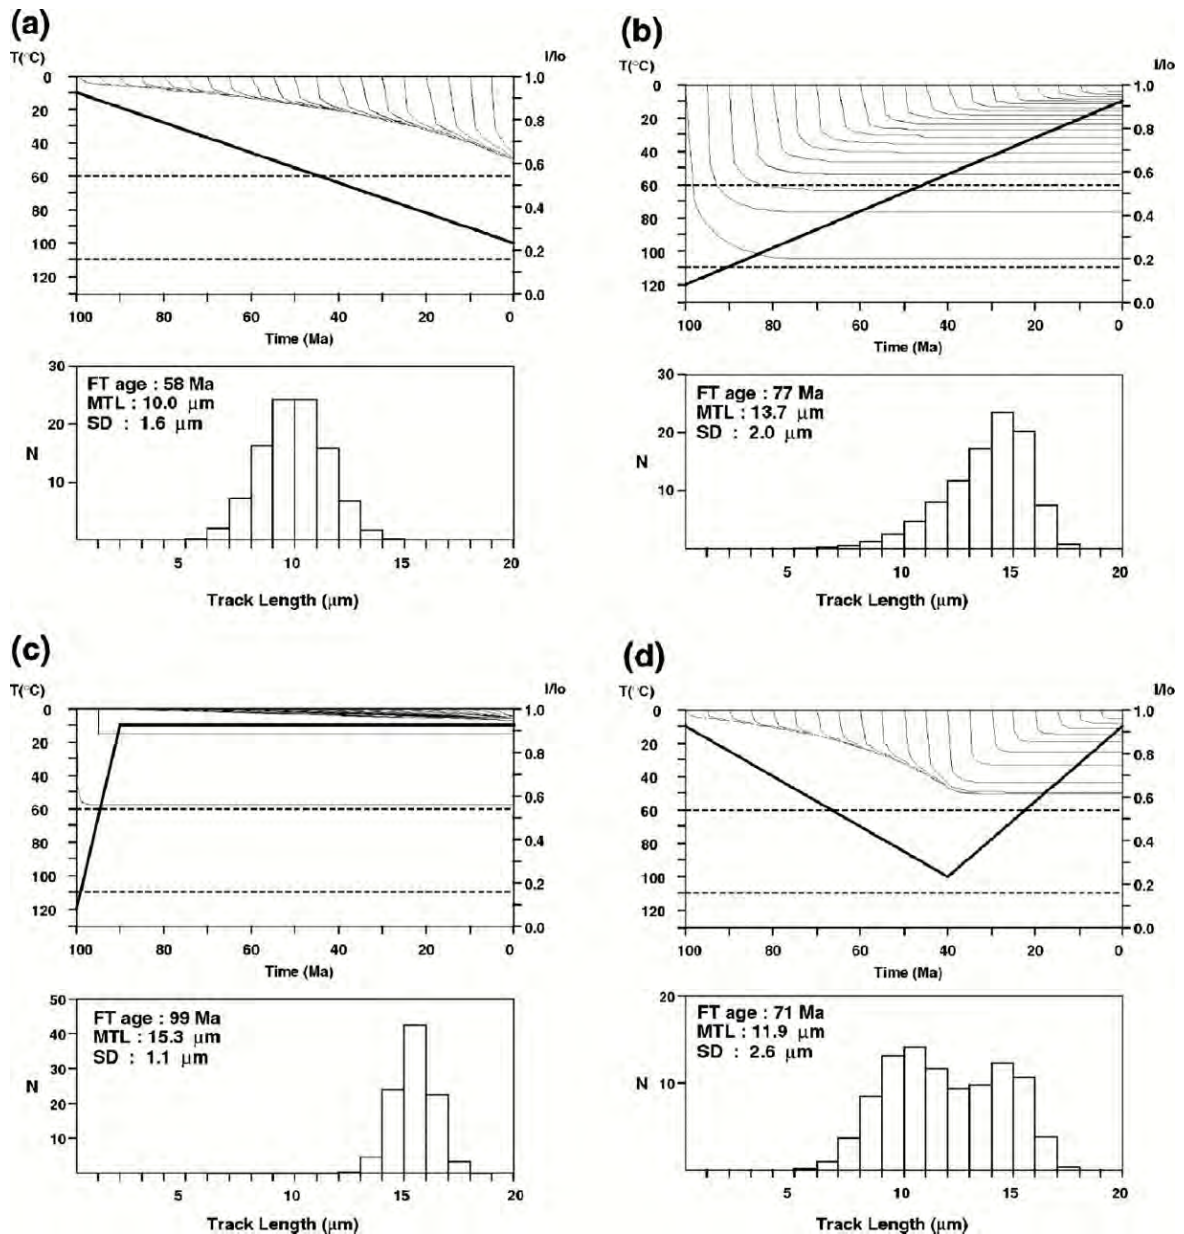 (a)
T(°C)
l/lo
0
20
40
60
80
100
120
1.0
0.8
0.6
0.4
0.2
0.0
100
80
60
40
20
0
Time (Ma)
30
20
10
N
FT age : 58 Ma
MTL : 10.0 μm
SD : 1.6 μm
5
10
15
20
Track Length (μm)
(b)
T(°C)
l/lo
0
20
40
60
80
100
120
1.0
0.8
0.6
0.4
0.2
0.0
100
80
60
40
20
0
Time (Ma)
30
20
10
N
FT age : 77 Ma
MTL : 13.7 μm
SD : 2.0 μm
5
10
15
20
Track Length (μm)
(c)
T(°C)
l/lo
0
20
40
60
80
100
120
1.0
0.8
0.6
0.4
0.2
0.0
100
80
60
40
20
0
Time (Ma)
50
40
30
20
10
N
FT age : 99 Ma
MTL : 15.3 μm
SD : 1.1 μm
5
10
15
20
Track Length (μm)
(d)
T(°C)
l/lo
0
20
40
60
80
100
120
1.0
0.8
0.6
0.4
0.2
0.0
100
80
60
40
20
0
Time (Ma)
20
10
N
FT age : 71 Ma
MTL : 11.9 μm
SD : 2.6 μm
5
10
15
20
Track Length (μm)